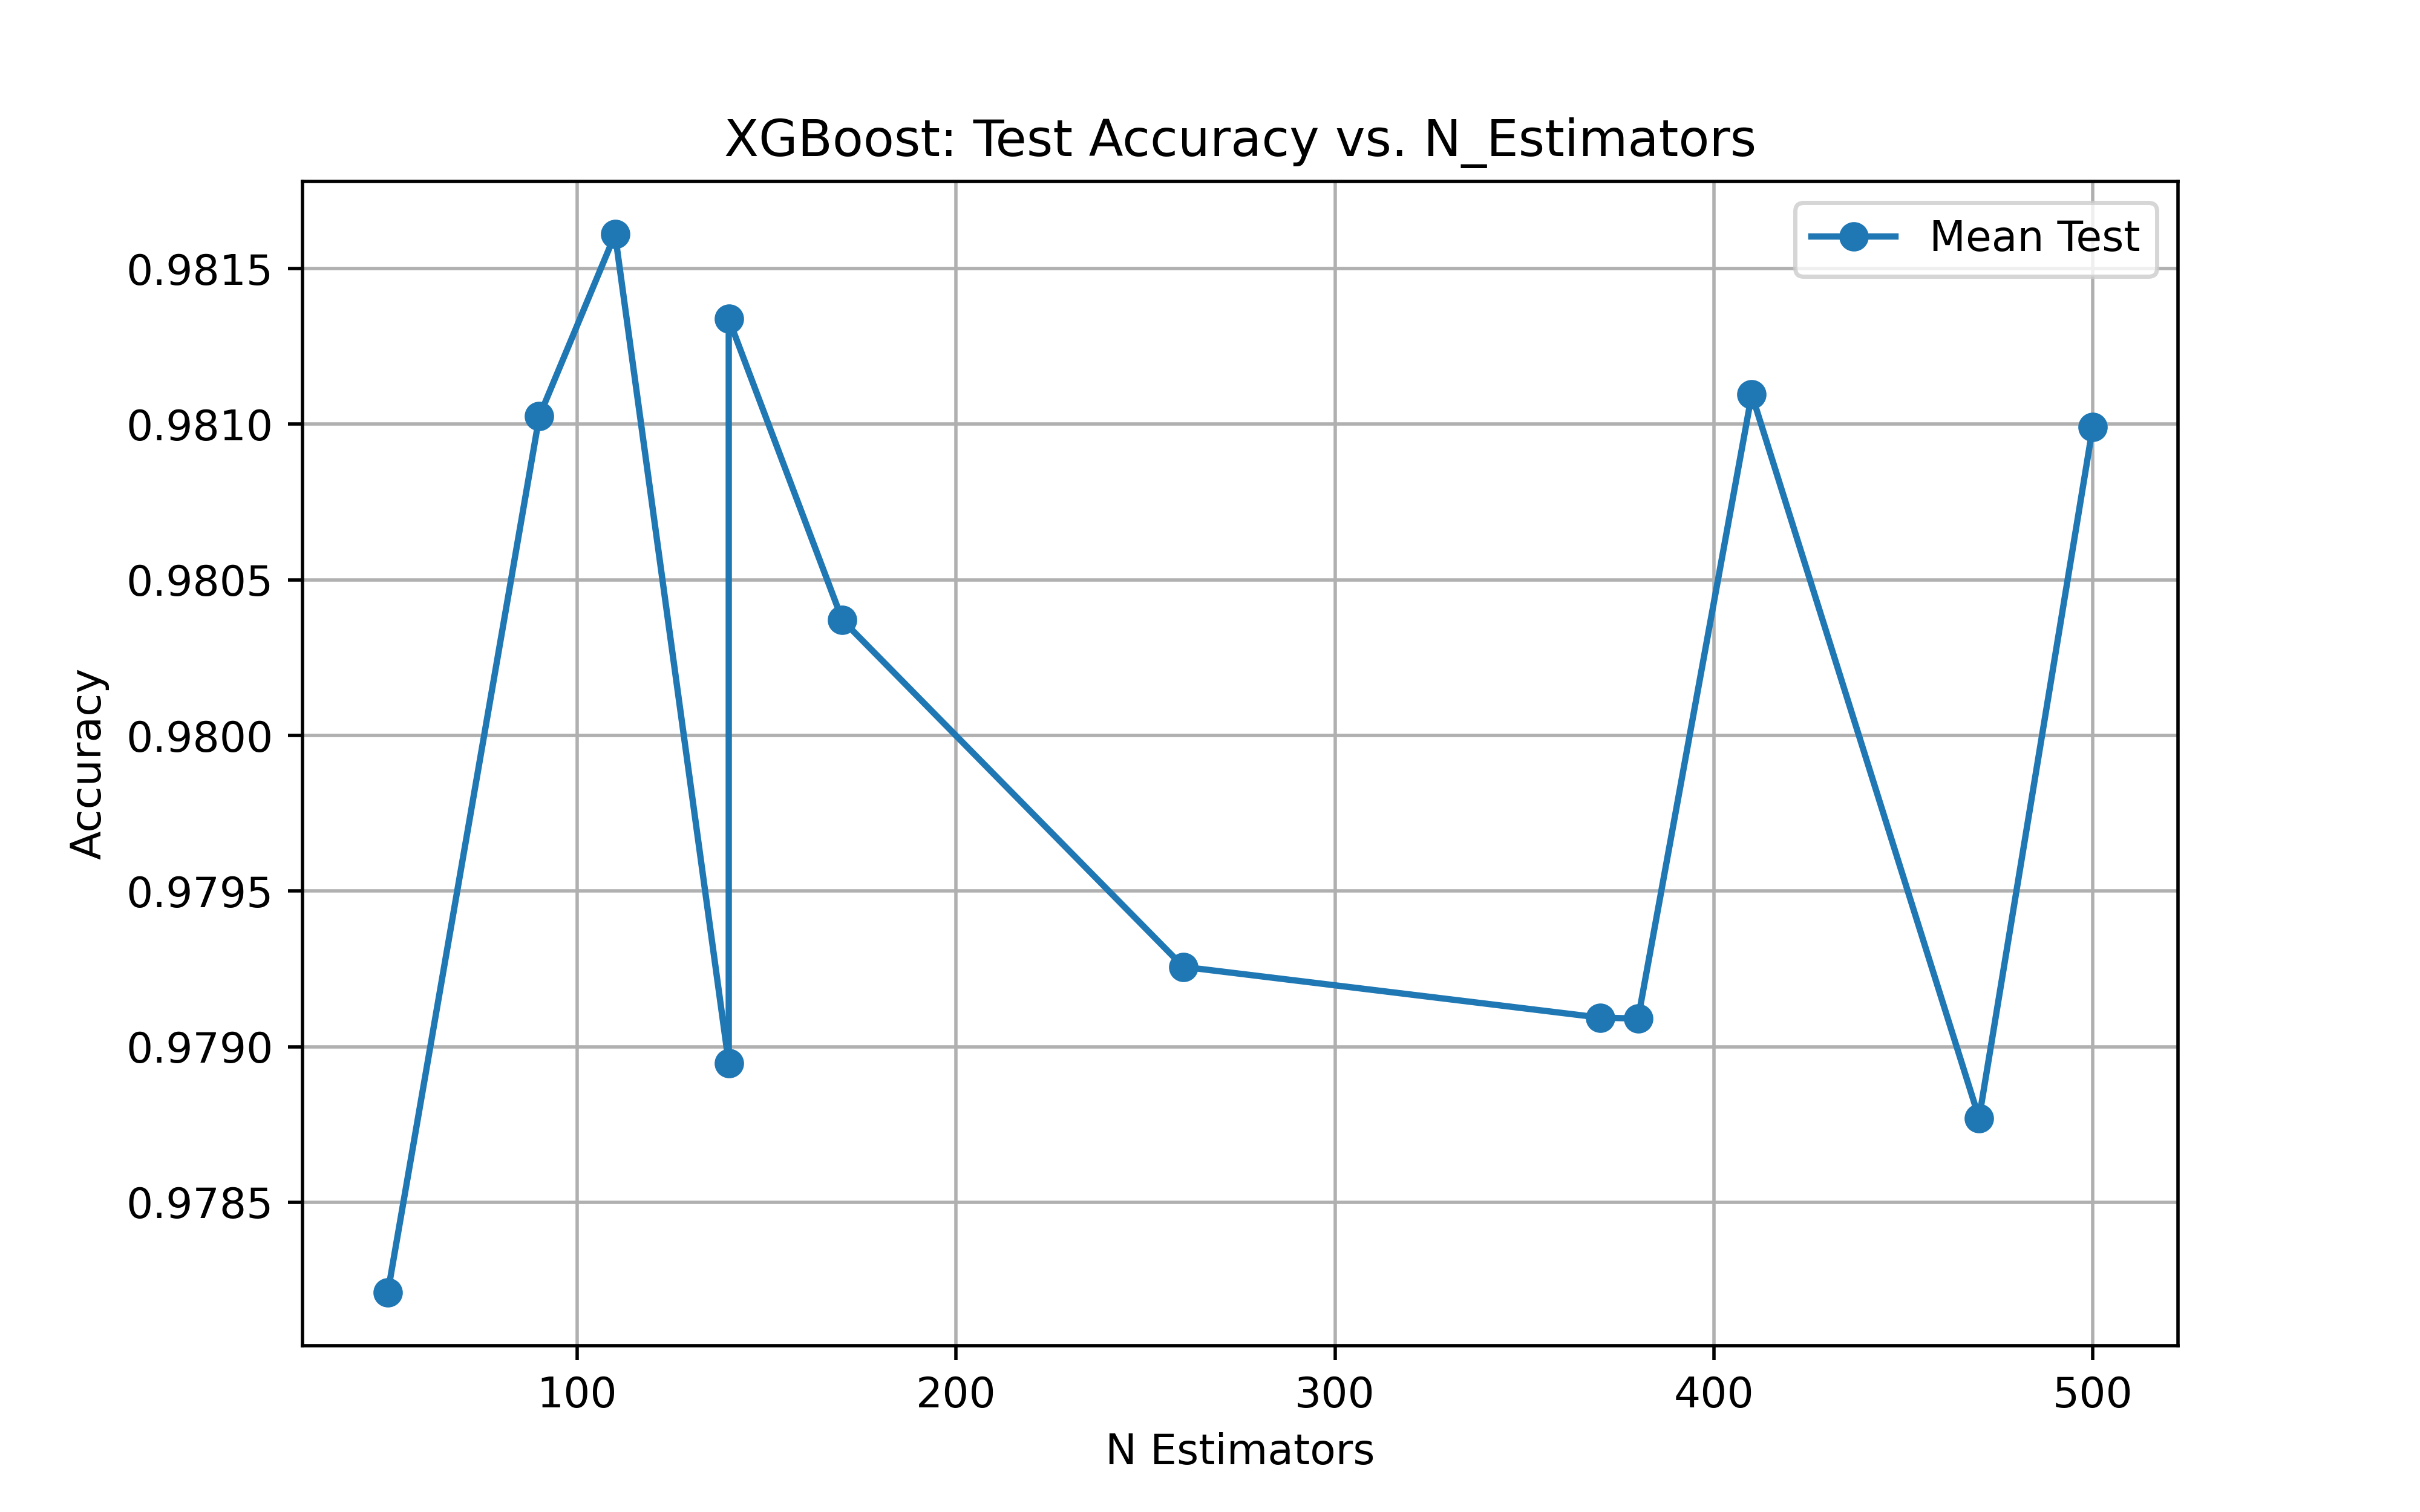 XGBoost: Test Accuracy vs. N_Estimators
Mean Test
0.9815
0.9810
0.9805
0.9800
0.9795
0.9790
0.9785
Accuracy
100 200 300 400 500
N Estimators